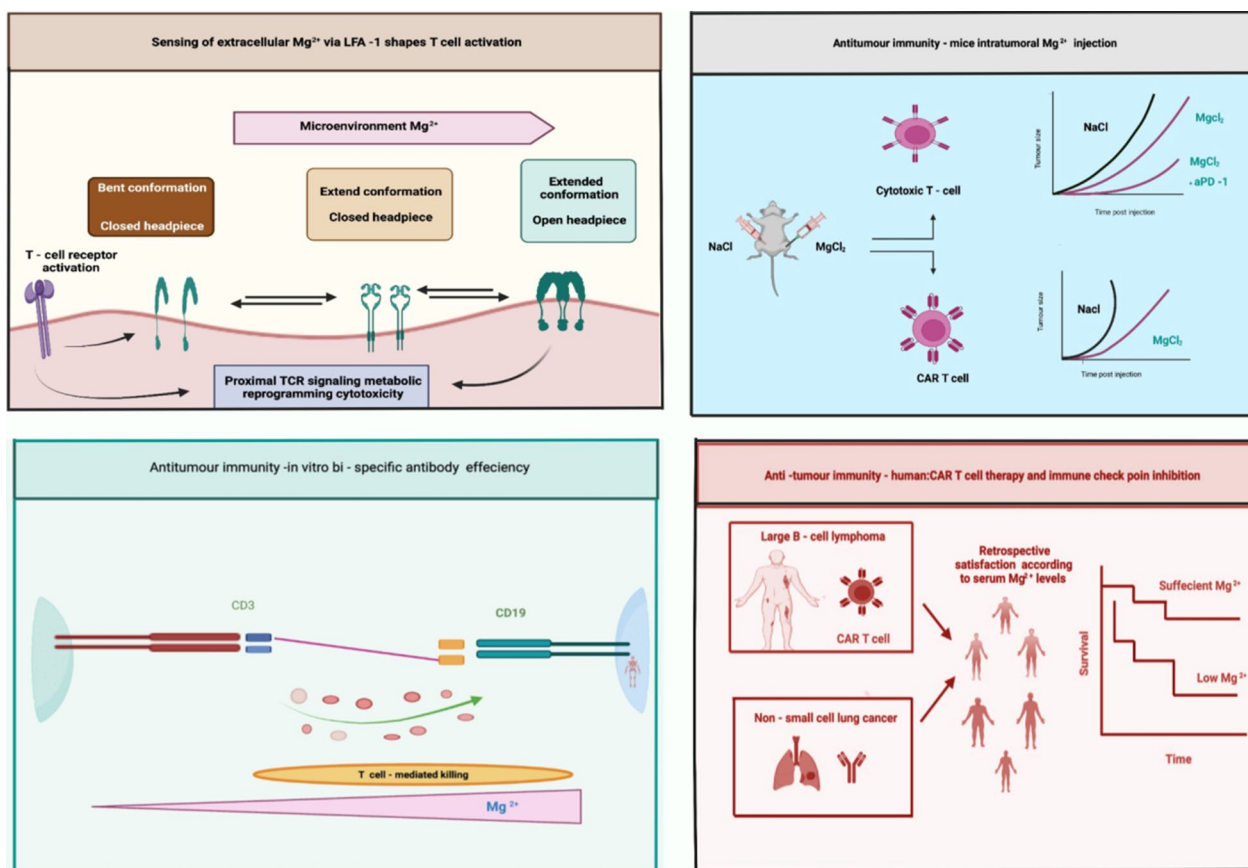 Sensing of extracellular Mg²⁺ via LFA -1 shapes T cell activation
Microenvironment Mg²⁺
Bent conformation
Closed headpiece
Extend conformation
Closed headpiece
Extended
conformation
Open headpiece
T - cell receptor
activation
Proximal TCR signaling metabolic
reprogramming cytotoxicity
Antitumour immunity - mice intratumoral Mg²⁺ injection
NaCl
MgCl₂
Cytotoxic T - cell
CAR T cell
Tumour size
NaCl
Mgcl₂
MgCl₂
+ aPD -1
Time post injection
Tumour size
Nacl
MgCl₂
Time post injection
Antitumour immunity -in vitro bi - specific antibody effeciency
CD3
CD19
T cell - mediated killing
Mg ²⁺
Anti -tumour immunity - human:CAR T cell therapy and immune check poin inhibition
Large B - cell lymphoma
CAR T cell
Non - small cell lung cancer
Retrospective
satisfaction according
to serum Mg²⁺ levels
Survival
Suffecient Mg²⁺
Low Mg²⁺
Time